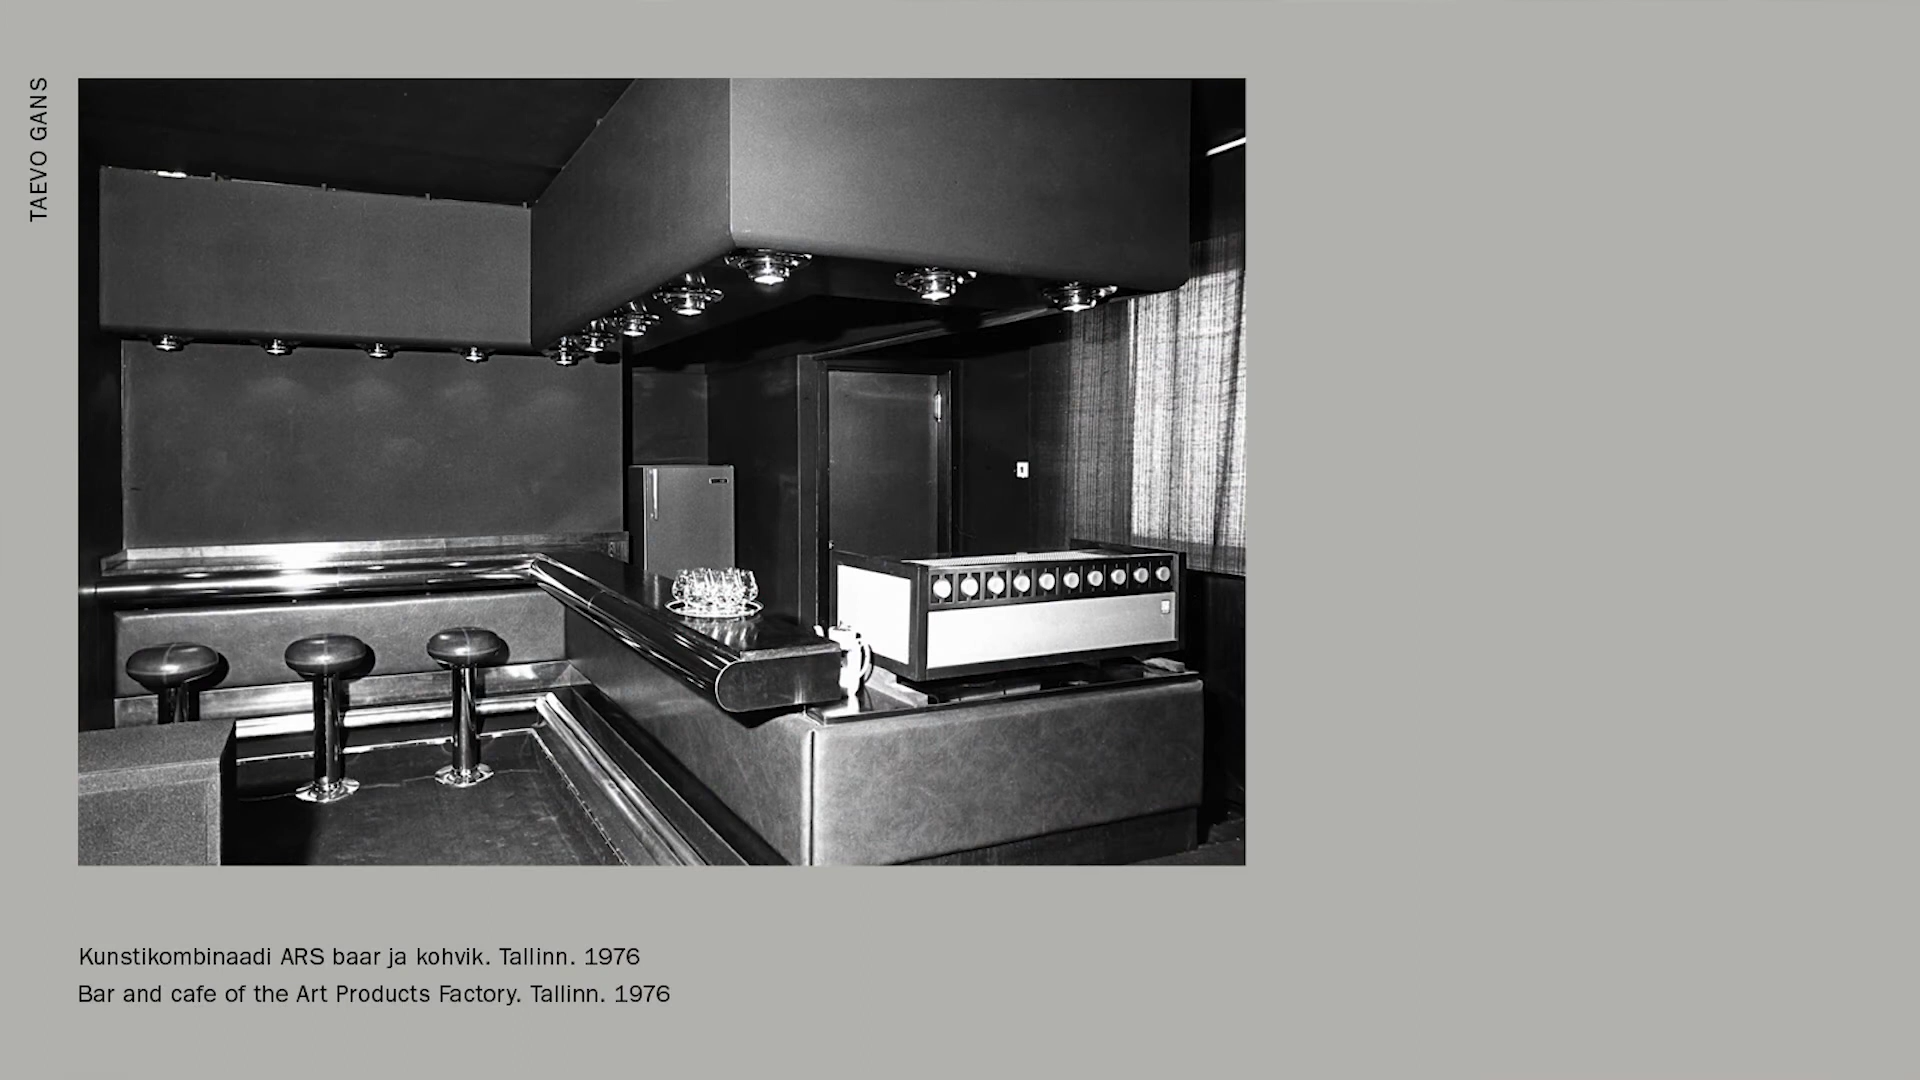 TAEVO GANS
Kunstikombinaadi ARS baar ja kohvik. Tallinn. 1976
Bar and cafe of the Art Products Factory. Tallinn. 1976